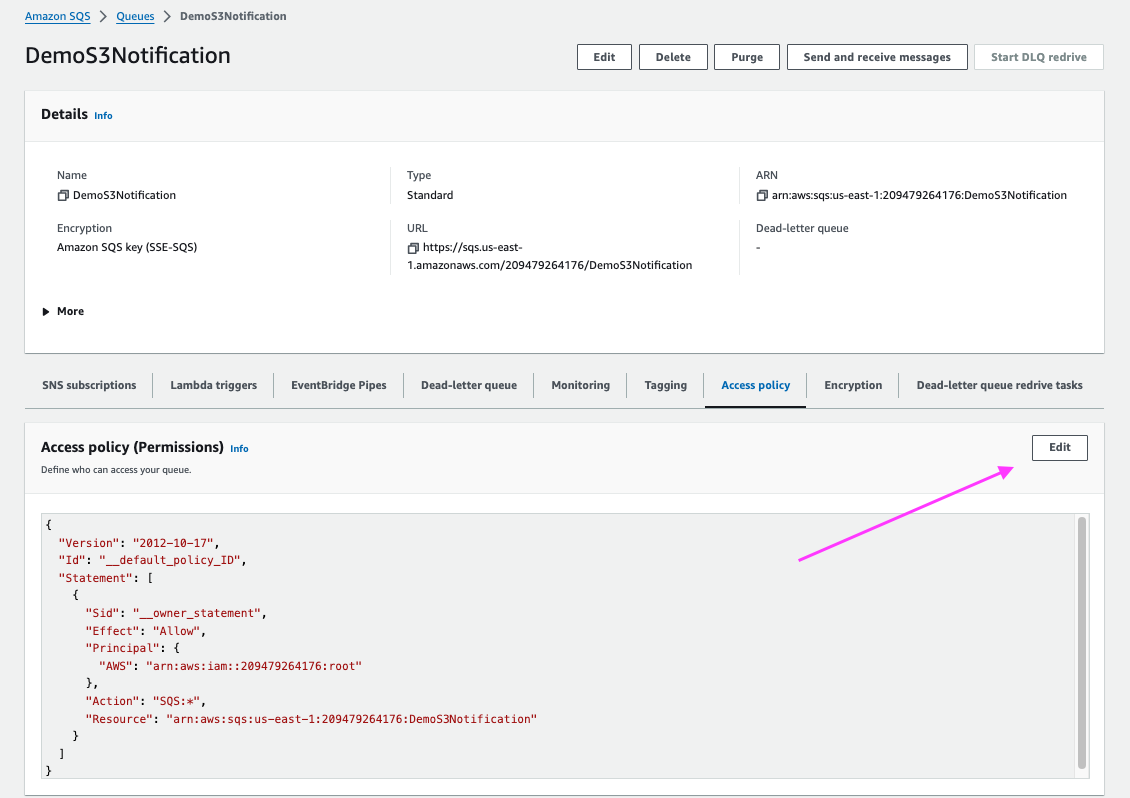 Amazon SQS > Queues > DemoS3Notification
DemoS3Notification
Edit Delete Purge Send and receive messages Start DLQ redrive
Details Info
Name
DemoS3Notification
Type
Standard
ARN
arn:aws:sqs:us-east-1:209479264176:DemoS3Notification
Encryption
Amazon SQS key (SSE-SQS)
URL
https://sqs.us-east-
1.amazonaws.com/209479264176/DemoS3Notification
Dead-letter queue
-
More
SNS subscriptions Lambda triggers EventBridge Pipes Dead-letter queue Monitoring Tagging Access policy Encryption Dead-letter queue redrive tasks
Access policy (Permissions) Info
Edit
Define who can access your queue.
{
  "Version": "2012-10-17",
  "Id": "__default_policy_ID",
  "Statement": [
    {
      "Sid": "__owner_statement",
      "Effect": "Allow",
      "Principal": {
        "AWS": "arn:aws:iam::209479264176:root"
      },
      "Action": "SQS:*",
      "Resource": "arn:aws:sqs:us-east-1:209479264176:DemoS3Notification"
    }
  ]
}